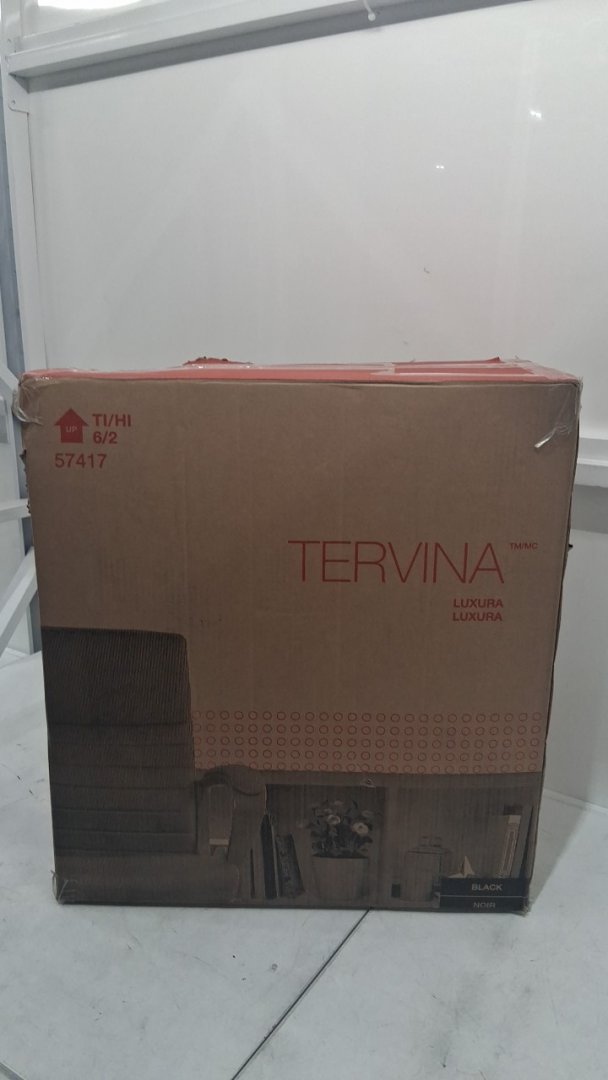 UP
TI/HI
6/2
57417
TERVINA TM/MC
LUXURA
LUXURA
BLACK
NOIR